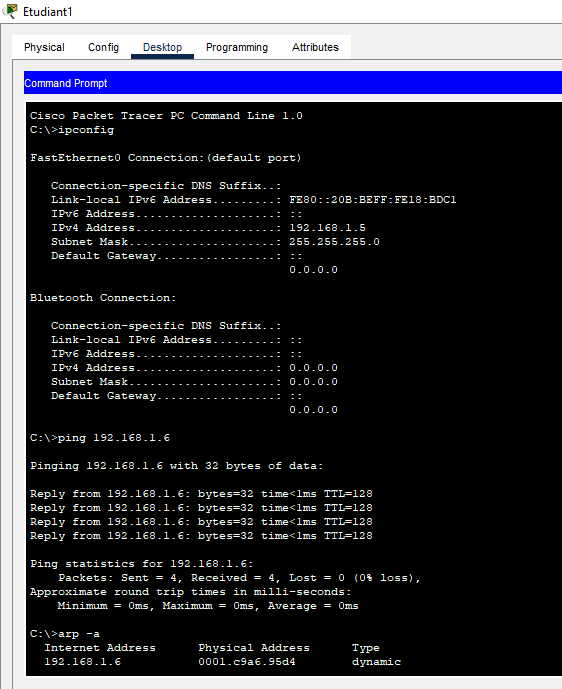 Etudiant1
Physical Config Desktop Programming Attributes
Command Prompt
Cisco Packet Tracer PC Command Line 1.0
C:\>ipconfig
FastEthernet0 Connection:(default port)
Connection-specific DNS Suffix..:
Link-local IPv6 Address.........: FE80::20B:BEFF:FE18:BDC1
IPv6 Address....................: ::
IPv4 Address....................: 192.168.1.5
Subnet Mask.....................: 255.255.255.0
Default Gateway.................: ::
0.0.0.0
Bluetooth Connection:
Connection-specific DNS Suffix..:
Link-local IPv6 Address.........: ::
IPv6 Address....................: ::
IPv4 Address....................: 0.0.0.0
Subnet Mask.....................: 0.0.0.0
Default Gateway.................: ::
0.0.0.0
C:\>ping 192.168.1.6
Pinging 192.168.1.6 with 32 bytes of data:
Reply from 192.168.1.6: bytes=32 time<1ms TTL=128
Reply from 192.168.1.6: bytes=32 time<1ms TTL=128
Reply from 192.168.1.6: bytes=32 time<1ms TTL=128
Reply from 192.168.1.6: bytes=32 time<1ms TTL=128
Ping statistics for 192.168.1.6:
Packets: Sent = 4, Received = 4, Lost = 0 (0% loss),
Approximate round trip times in milli-seconds:
Minimum = 0ms, Maximum = 0ms, Average = 0ms
C:\>arp -a
Internet Address Physical Address Type
192.168.1.6 0001.c9a6.95d4 dynamic